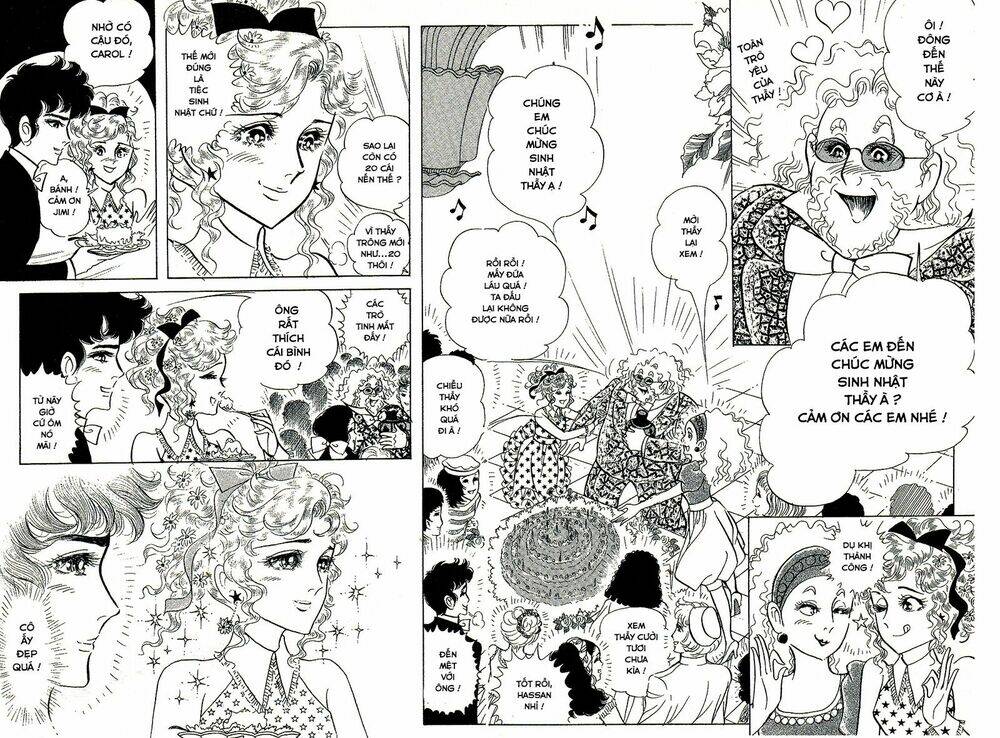 ÔI !
ĐÔNG
ĐẾN
THẾ
NÀY
CƠ À !
TOÀN
TRÒ
YÊU
CỦA
THẦY !
CÁC EM ĐẾN
CHÚC MỪNG
SINH NHẬT
THẦY À ?
CẢM ƠN CÁC EM NHÉ !
CHÚNG
EM
CHÚC
MỪNG
SINH
NHẬT
THẦY Ạ !
MỜI
THẦY
LẠI
XEM !
RỒI RỒI !
MẤY ĐỨA
LÂU QUÁ !
TA ĐẦU
LẠI KHÔNG
ĐƯỢC NỮA RỒI !
CHIỀU
THẦY
KHÓ
QUÁ
ĐI À !
ĐẾN
MỆT
VỚI
ÔNG !
XEM
THẦY CƯỜI
TƯƠI
CHƯA
KÌA !
TỐT RỒI,
HASSAN
NHỈ !
DỤ KHỊ
THÀNH
CÔNG !
THẾ MỚI
ĐÚNG
LÀ
TIỆC
SINH
NHẬT CHỨ !
SAO LẠI
CÒN CÓ
20 CÁI
NẾN THẾ ?
VÌ THẦY
TRÔNG MỚI
NHƯ...20
THÔI !
NHỜ CÓ
CẬU ĐÓ,
CAROL !
A,
BÁNH !
CẢM ƠN
JIMI !
CÁC
TRÒ
TINH MẮT
ĐẤY !
ÔNG
RẤT
THÍCH
CÁI BÌNH
ĐÓ !
TỪ NÃY
GIỜ
CỨ ÔM
NÓ
MÃI !
CÔ
ẤY
ĐẸP
QUÁ !